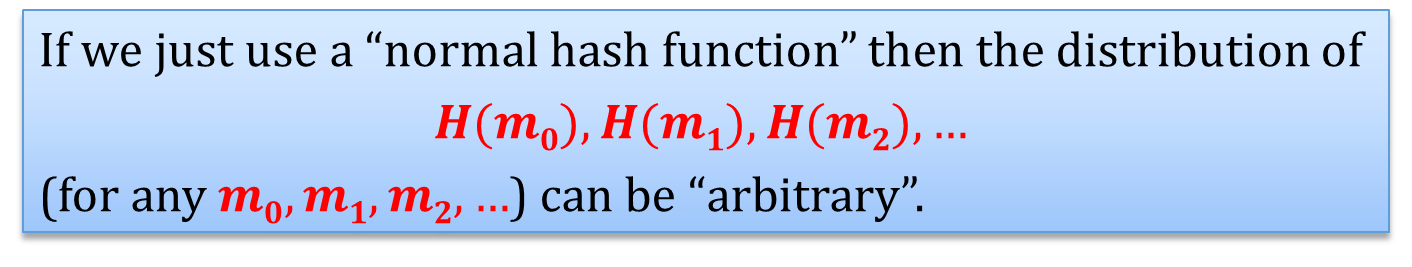 If we just use a “normal hash function” then the distribution of
H(m₀), H(m₁), H(m₂), …
(for any m₀, m₁, m₂, …) can be “arbitrary”.